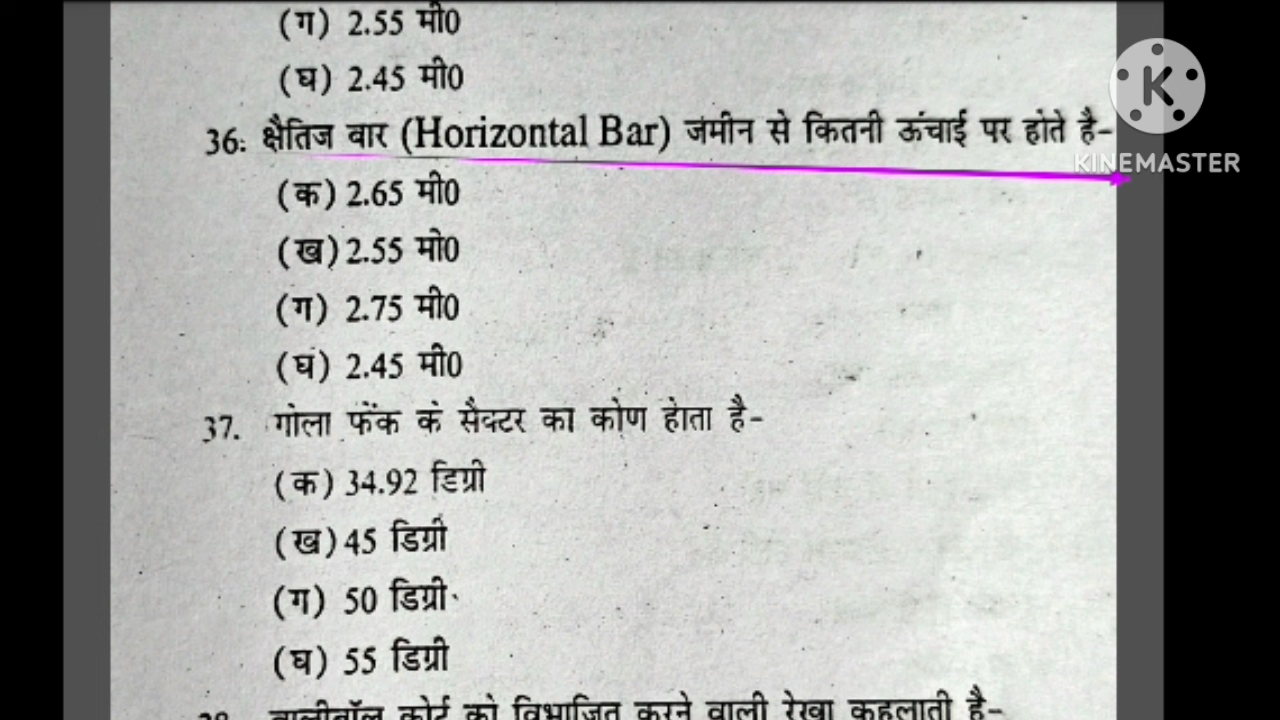 (ग) 2.55 मी0
(घ) 2.45 मी0
36. क्षैतिज बार (Horizontal Bar) जमीन से कितनी ऊंचाई पर होते है-
KINEMASTER
(क) 2.65 मी0
(ख) 2.55 मी0
(ग) 2.75 मी0
(घ) 2.45 मी0
37. गोला फेंक के सैक्टर का कोण होता है-
(क) 34.92 डिग्री
(ख) 45 डिग्री
(ग) 50 डिग्री
(घ) 55 डिग्री
38. वालीबॉल कोर्ट को विभाजित करने वाली रेखा कहलाती है-